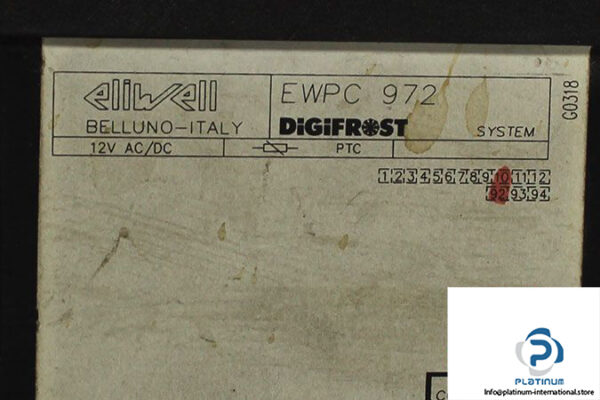 eliwell
EWPC 972
BELLUNO-ITALY
DiGiFROST
SYSTEM
12V AC/DC
PTC
G0318
1 2 3 4 5 6 7 8 9 10 11 12
92 93 94
C
P
PLATINUM
Info@platinum-international.store